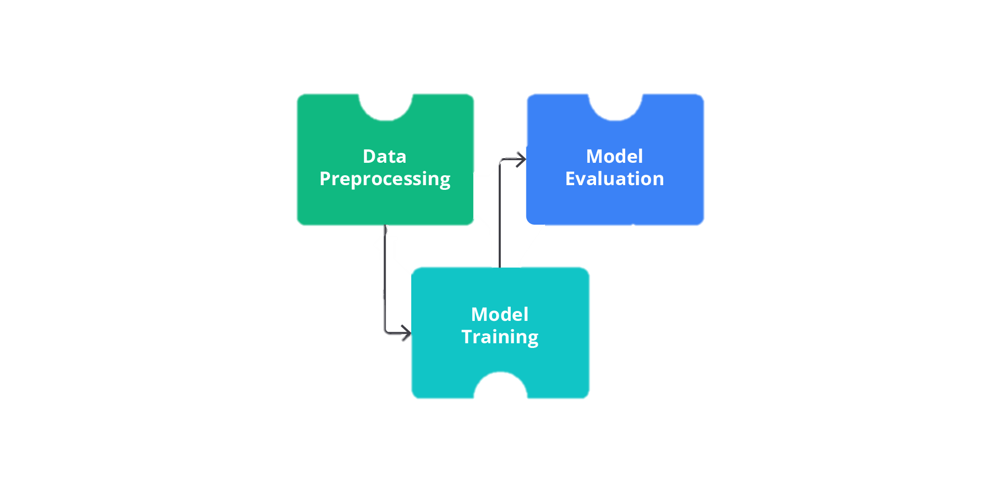 Data
Preprocessing
Model
Training
Model
Evaluation